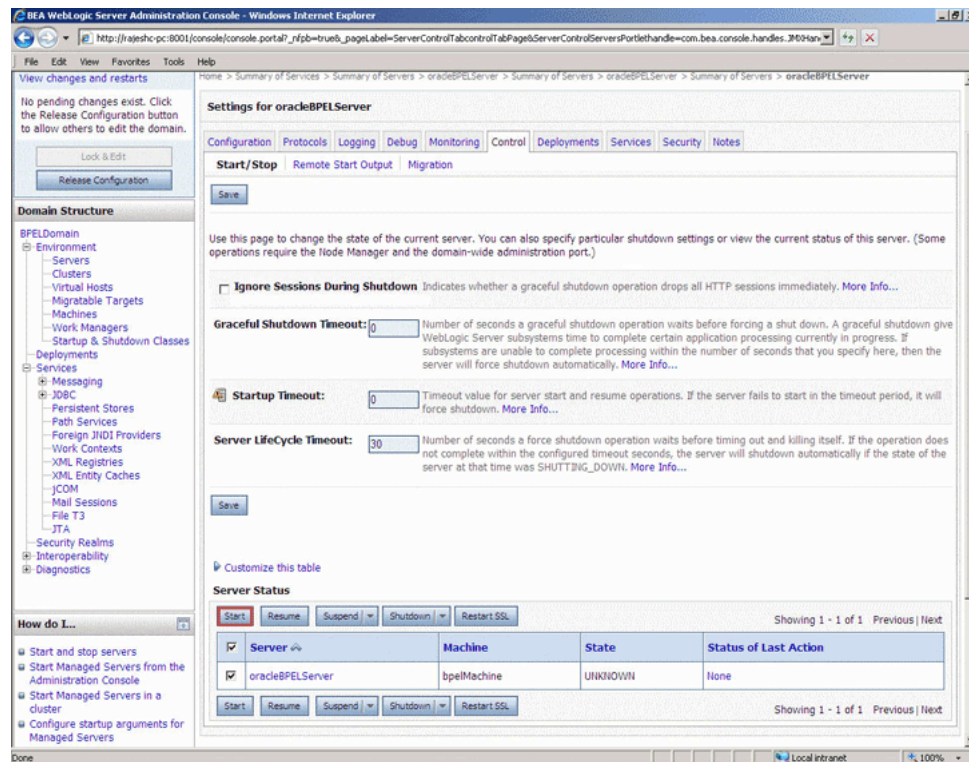 BEA WebLogic Server Administration Console - Windows Internet Explorer
http://rajeshc-pc:8001/console/console.portal?_nfpb=true&_pageLabel=ServerControlTabcontrolTabPage&ServerControlServersPortlethandle=com.bea.console.handles.JMXHan
File Edit View Favorites Tools Help
View changes and restarts
No pending changes exist. Click
the Release Configuration button
to allow others to edit the domain.
Lock & Edit
Release Configuration
Domain Structure
BPELDomain
Environment
Servers
Clusters
Virtual Hosts
Migratable Targets
Machines
Work Managers
Startup & Shutdown Classes
Deployments
Services
Messaging
JDBC
Persistent Stores
Path Services
Foreign JNDI Providers
Work Contexts
XML Registries
XML Entity Caches
jCOM
Mail Sessions
File T3
JTA
Security Realms
Interoperability
Diagnostics
How do I...
Start and stop servers
Start Managed Servers from the
Administration Console
Start Managed Servers in a
cluster
Configure startup arguments for
Managed Servers
Home > Summary of Services > Summary of Servers > oracleBPELServer > Summary of Servers > oracleBPELServer > Summary of Servers > oracleBPELServer
Settings for oracleBPELServer
Configuration Protocols Logging Debug Monitoring Control Deployments Services Security Notes
Start/Stop Remote Start Output Migration
Save
Use this page to change the state of the current server. You can also specify particular shutdown settings or view the current status of this server. (Some
operations require the Node Manager and the domain-wide administration port.)
Ignore Sessions During Shutdown Indicates whether a graceful shutdown operation drops all HTTP sessions immediately. More Info...
Graceful Shutdown Timeout: 0 Number of seconds a graceful shutdown operation waits before forcing a shut down. A graceful shutdown give
WebLogic Server subsystems time to complete certain application processing currently in progress. If
subsystems are unable to complete processing within the number of seconds that you specify here, then the
server will force shutdown automatically. More Info...
Startup Timeout: 0 Timeout value for server start and resume operations. If the server fails to start in the timeout period, it will
force shutdown. More Info...
Server LifeCycle Timeout: 30 Number of seconds a force shutdown operation waits before timing out and killing itself. If the operation does
not complete within the configured timeout seconds, the server will shutdown automatically if the state of the
server at that time was SHUTTING_DOWN. More Info...
Save
Customize this table
Server Status
Start Resume Suspend Shutdown Restart SSL Showing 1 - 1 of 1 Previous | Next
Server Machine State Status of Last Action
oracleBPELServer bpelMachine UNKNOWN None
Start Resume Suspend Shutdown Restart SSL Showing 1 - 1 of 1 Previous | Next
Done Local intranet 100%